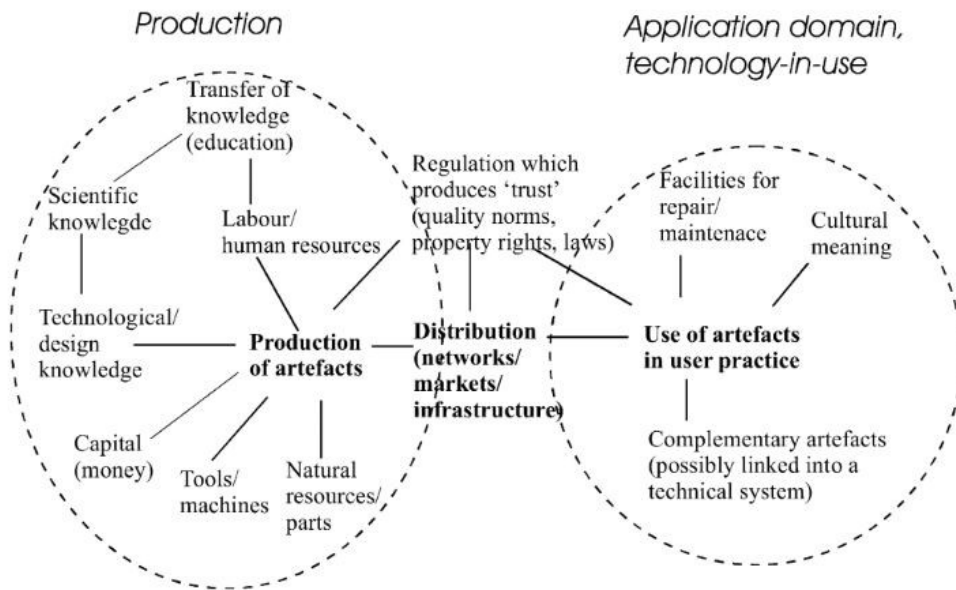 Production
Application domain,
technology-in-use
Transfer of
knowledge
(education)
Scientific
knowlegde
Labour/
human resources
Technological/
design
knowledge
Production
of artefacts
Capital
(money)
Tools/
machines
Natural
resources/
parts
Regulation which
produces ‘trust’
(quality norms,
property rights, laws)
Distribution
(networks/
markets/
infrastructure)
Facilities for
repair/
maintenace
Cultural
meaning
Use of artefacts
in user practice
Complementary artefacts
(possibly linked into a
technical system)